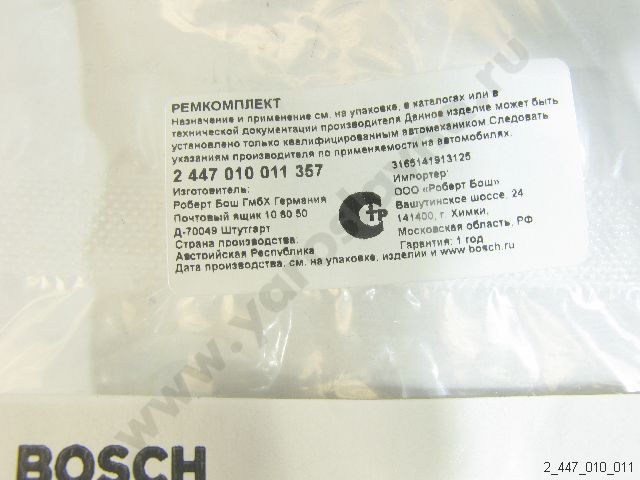 РЕМКОМПЛЕКТ
Назначение и применение см. на упаковке, в каталогах или в
технической документации производителя Данное изделие может быть
установлено только квалифицированным автомехаником Следовать
указаниям производителя по применяемости на автомобилях.
2 447 010 011 357
Изготовитель:
Роберт Бош ГмбХ Германия
Почтовый ящик 10 60 50
Д-70049 Штутгарт
Страна производства:
Австрийская Республика
3165141913125
Импортер:
ООО «Роберт Бош»
Вашутинское шоссе, 24
141400, г. Химки,
Московская область, РФ
Гарантия: 1 год
Дата производства: см. на упаковке, изделии и www.bosch.ru
BOSCH
2_447_010_011